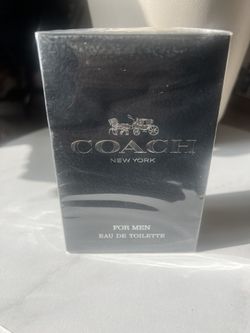 COACH
NEW YORK
FOR MEN
EAU DE TOILETTE